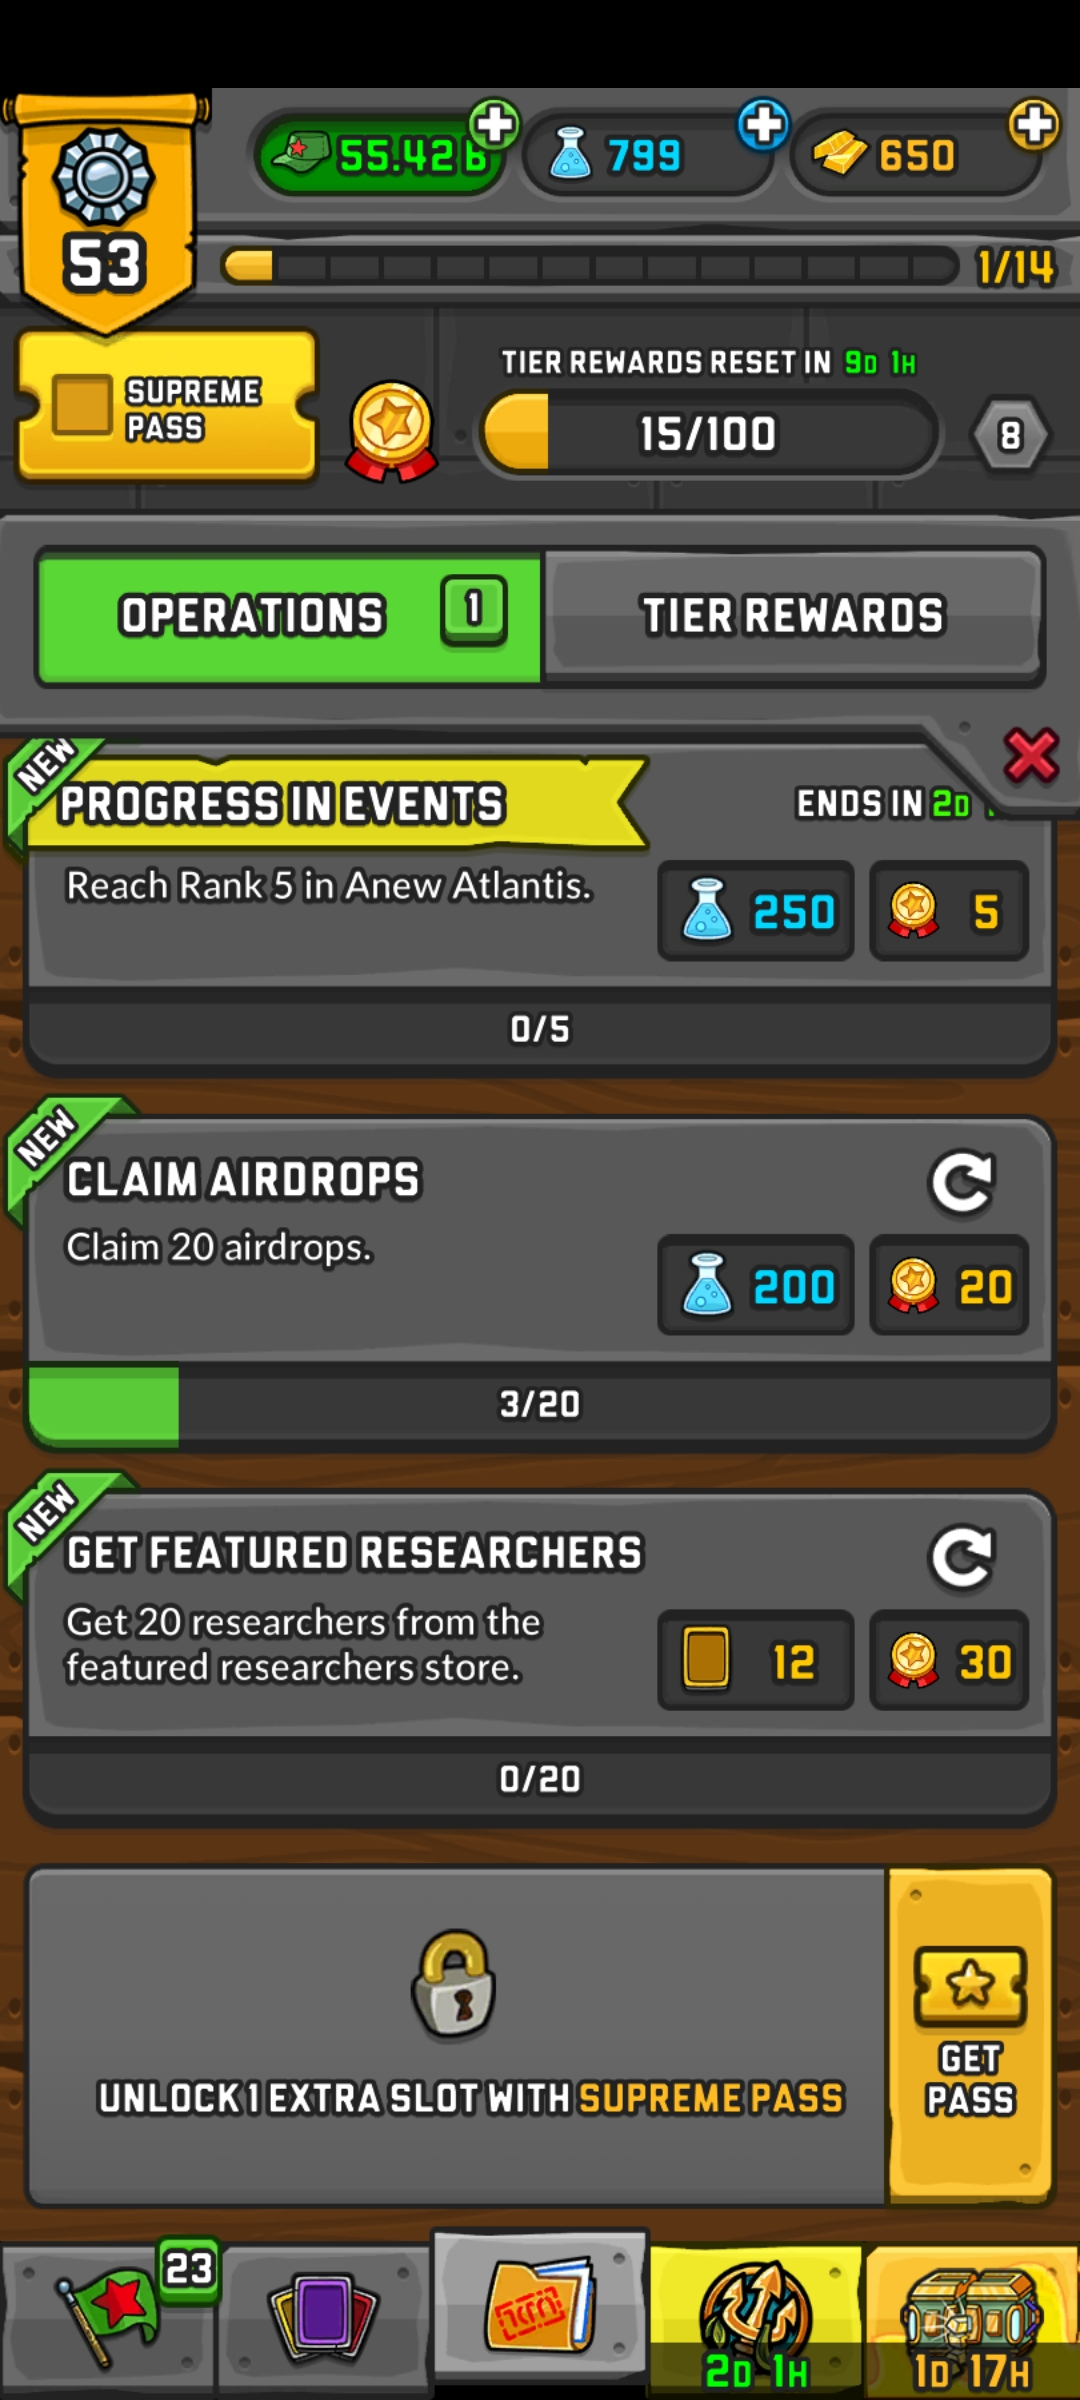 55.42B
799
650
53
1/14
SUPREME
PASS
TIER REWARDS RESET IN 9D 1H
15/100
8
OPERATIONS 1
TIER REWARDS
NEW
PROGRESS IN EVENTS
ENDS IN 2D
Reach Rank 5 in Anew Atlantis.
250
5
0/5
NEW
CLAIM AIRDROPS
Claim 20 airdrops.
200
20
3/20
NEW
GET FEATURED RESEARCHERS
Get 20 researchers from the
featured researchers store.
12
30
0/20
UNLOCK 1 EXTRA SLOT WITH SUPREME PASS
GET
PASS
23
2D 1H
1D 17H